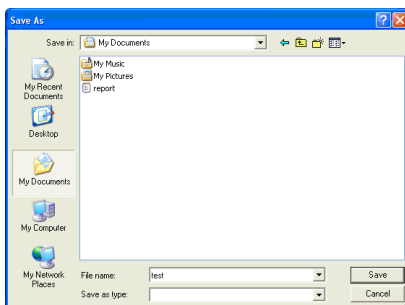 Save As
Save in:
My Documents
My Recent
Documents
Desktop
My Documents
My Computer
My Network
Places
My Music
My Pictures
report
File name:
test
Save
Save as type:
Cancel